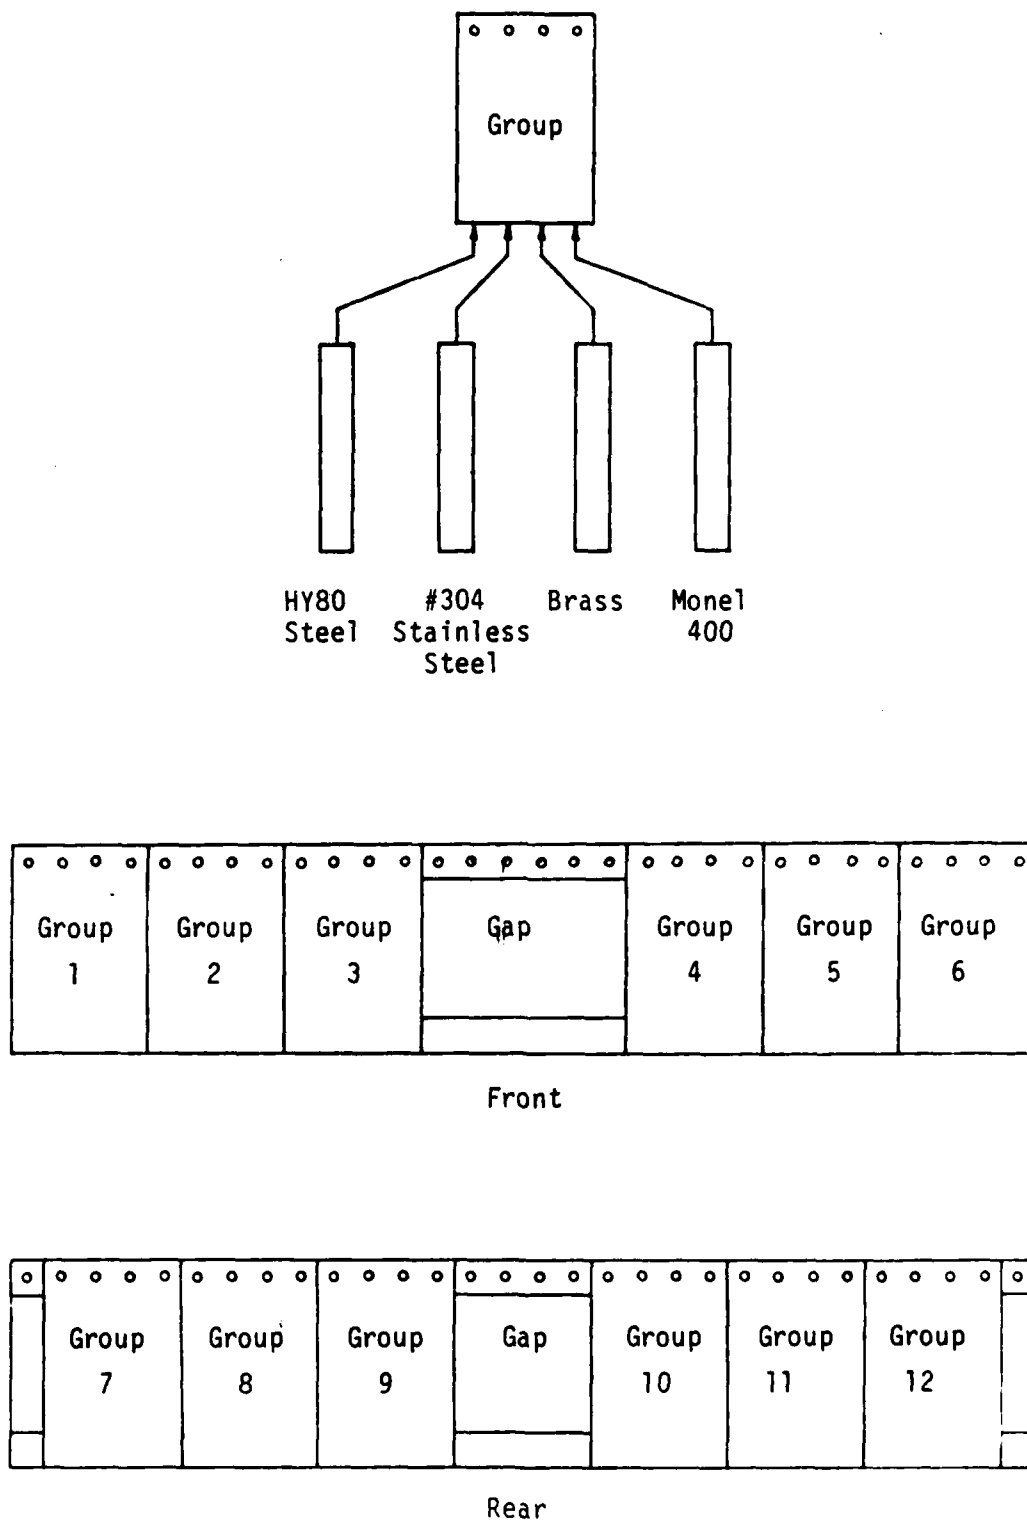 Group
HY80 Steel
#304 Stainless Steel
Brass
Monel 400
Group 1
Group 2
Group 3
Gap
Group 4
Group 5
Group 6
Front
Group 7
Group 8
Group 9
Gap
Group 10
Group 11
Group 12
Rear